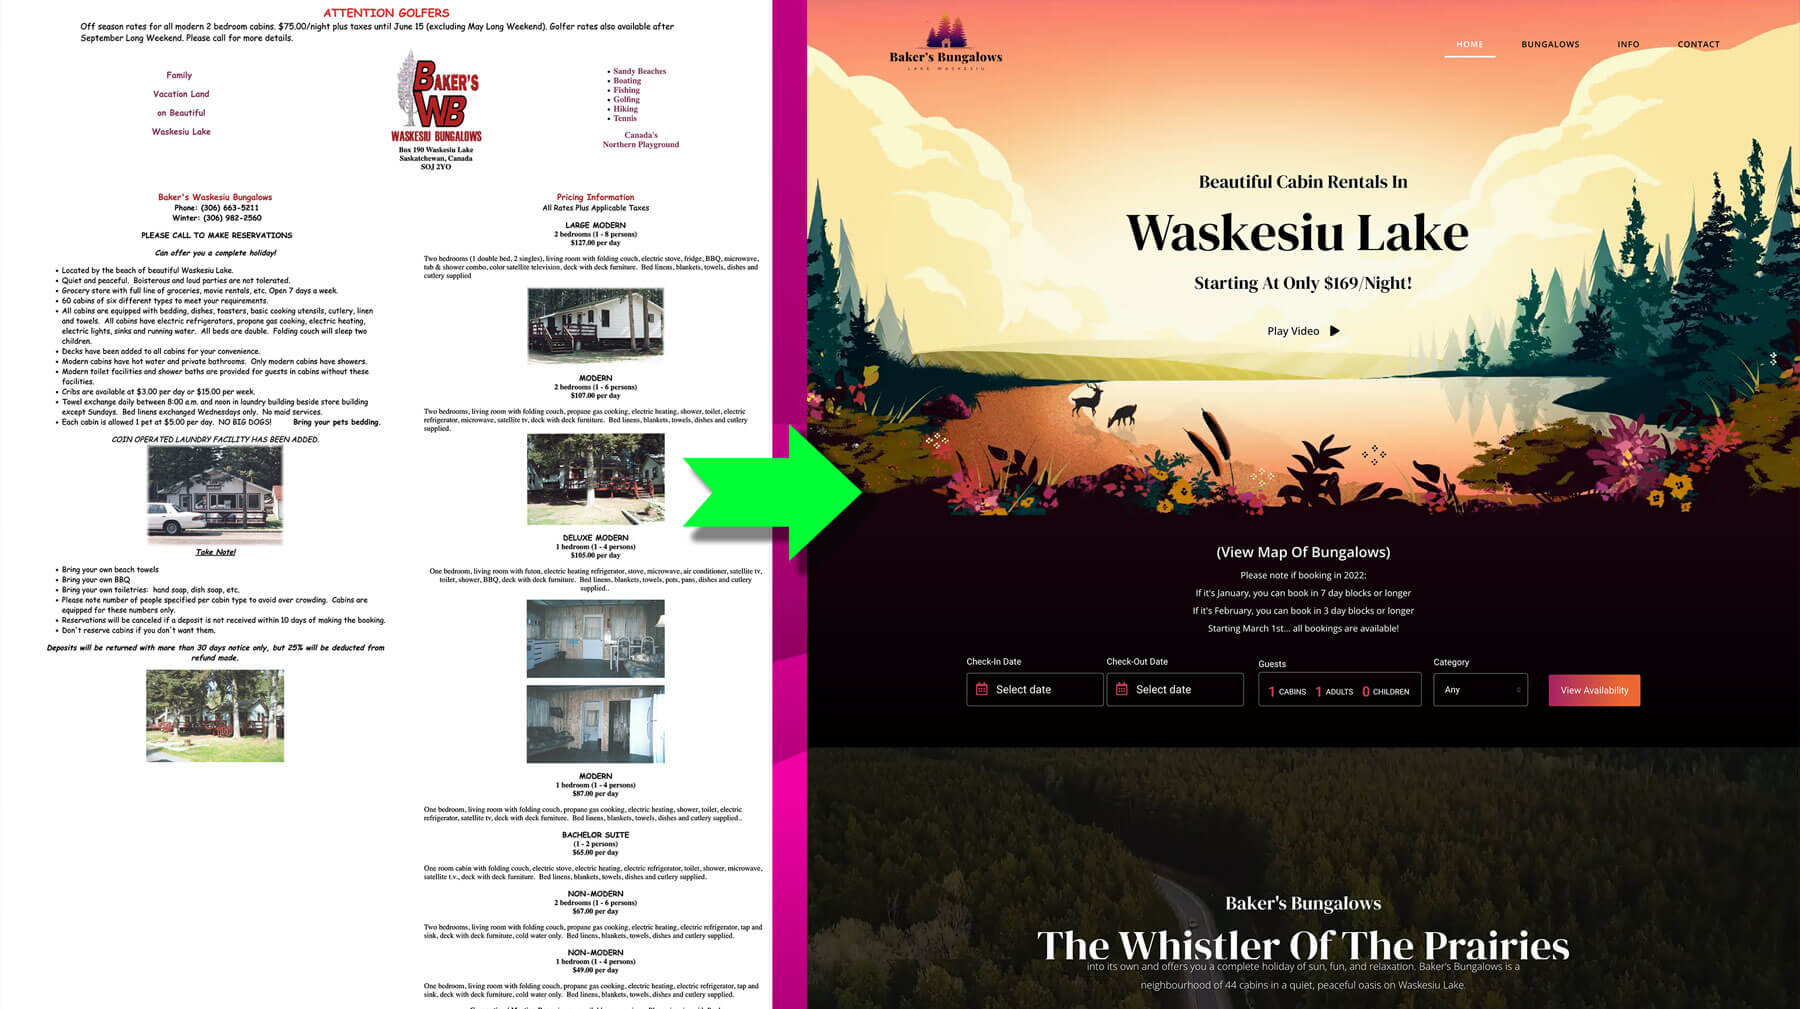 ATTENTION GOLFERS
Off season rates for all modern 2 bedroom cabins. $75.00/night plus taxes until June 15 (excluding May Long Weekend). Golfer rates also available after
September Long Weekend. Please call for more details.
Family
Vacation Land
on Beautiful
Waskesiu Lake
BAKER'S
WB
WASKESIU BUNGALOWS
Box 190 Waskesiu Lake
Saskatchewan, Canada
SOJ 2YO
Sandy Beaches
Boating
Fishing
Golfing
Hiking
Tennis
Canada's
Northern Playground
Baker's Waskesiu Bungalows
Phone: (306) 663-5211
Winter: (306) 982-2560
PLEASE CALL TO MAKE RESERVATIONS
Can offer you a complete holiday!
Located by the beach of beautiful Waskesiu Lake.
Quiet and peaceful. Boisterous and loud parties are not tolerated.
Grocery store with full line of groceries, movie rentals, etc. Open 7 days a week.
60 cabins of six different types to meet your requirements.
All cabins are equipped with bedding, dishes, toasters, basic cooking utensils, cutlery, linen
and towels. All cabins have electric refrigerators, propane gas cooking, electric heating,
electric lights, sinks and running water. All beds are double. Folding couch will sleep two
children.
Decks have been added to all cabins for your convenience.
Modern cabins have hot water and private bathrooms. Only modern cabins have showers.
Modern toilet facilities and shower baths are provided for guests in cabins without these
facilities.
Cribs are available at $3.00 per day or $15.00 per week.
Towel exchange daily between 8:00 a.m. and noon in laundry building beside store building
except Sundays. Bed linens exchanged Wednesdays only. No maid services.
Each cabin is allowed 1 pet at $5.00 per day. NO BIG DOGS! Bring your pets bedding.
COIN OPERATED LAUNDRY FACILITY HAS BEEN ADDED.
Take Note!
Bring your own beach towels
Bring your own BBQ
Bring your own toiletries: hand soap, dish soap, etc.
Please note number of people specified per cabin type to avoid over crowding. Cabins are
equipped for these numbers only.
Reservations will be canceled if a deposit is not received within 10 days of making the booking.
Don't reserve cabins if you don't want them.
Deposits will be returned with more than 30 days notice only, but 25% will be deducted from
refund made.
Pricing Information
All Rates Plus Applicable Taxes
LARGE MODERN
2 bedrooms (1 - 8 persons)
$127.00 per day
Two bedrooms (1 double bed, 2 singles), living room with folding couch, electric stove, fridge, BBQ, microwave,
tub & shower combo, color satellite television, deck with deck furniture. Bed linens, blankets, towels, dishes and
cutlery supplied
MODERN
2 bedrooms (1 - 6 persons)
$107.00 per day
Two bedrooms, living room with folding couch, propane gas cooking, electric heating, shower, toilet, electric
refrigerator, microwave, satellite tv, deck with deck furniture. Bed linens, blankets, towels, dishes and cutlery
supplied.
DELUXE MODERN
1 bedroom (1 - 4 persons)
$105.00 per day
One bedroom, living room with futon, electric heating refrigerator, stove, microwave, air conditioner, satellite tv,
toilet, shower, BBQ, deck with deck furniture. Bed linens, blankets, towels, pots, pans, dishes and cutlery
supplied..
MODERN
1 bedroom (1 - 4 persons)
$87.00 per day
One bedroom, living room with folding couch, propane gas cooking, electric heating, shower, toilet, electric
refrigerator, satellite tv, deck with deck furniture. Bed linens, blankets, towels, dishes and cutlery supplied..
BACHELOR SUITE
(1 - 2 persons)
$65.00 per day
One room cabin with folding couch, electric stove, electric heating, electric refrigerator, toilet, shower, microwave,
satellite t.v., deck with deck furniture. Bed linens, blankets, towels, dishes and cutlery supplied.
NON-MODERN
2 bedrooms (1 - 6 persons)
$67.00 per day
Two bedrooms, living room with folding couch, propane gas cooking, electric heating, electric refrigerator, tap and
sink, deck with deck furniture, cold water only. Bed linens, blankets, towels, dishes and cutlery supplied.
NON-MODERN
1 bedroom (1 - 4 persons)
$49.00 per day
One bedroom, living room with folding couch, propane gas cooking, electric heating, electric refrigerator, tap and
sink, deck with deck furniture, cold water only. Bed linens, blankets, towels, dishes and cutlery supplied.
Baker's Bungalows
LAKE WASKESIU
HOME
BUNGALOWS
INFO
CONTACT
Beautiful Cabin Rentals In
Waskesiu Lake
Starting At Only $169/Night!
Play Video
(View Map Of Bungalows)
Please note if booking in 2022:
If it's January, you can book in 7 day blocks or longer
If it's February, you can book in 3 day blocks or longer
Starting March 1st... all bookings are available!
Check-In Date
Check-Out Date
Guests
Category
Select date
Select date
1 CABINS 1 ADULTS 0 CHILDREN
Any
View Availability
Baker's Bungalows
The Whistler Of The Prairies
into its own and offers you a complete holiday of sun, fun, and relaxation. Baker's Bungalows is a
neighbourhood of 44 cabins in a quiet, peaceful oasis on Waskesiu Lake.